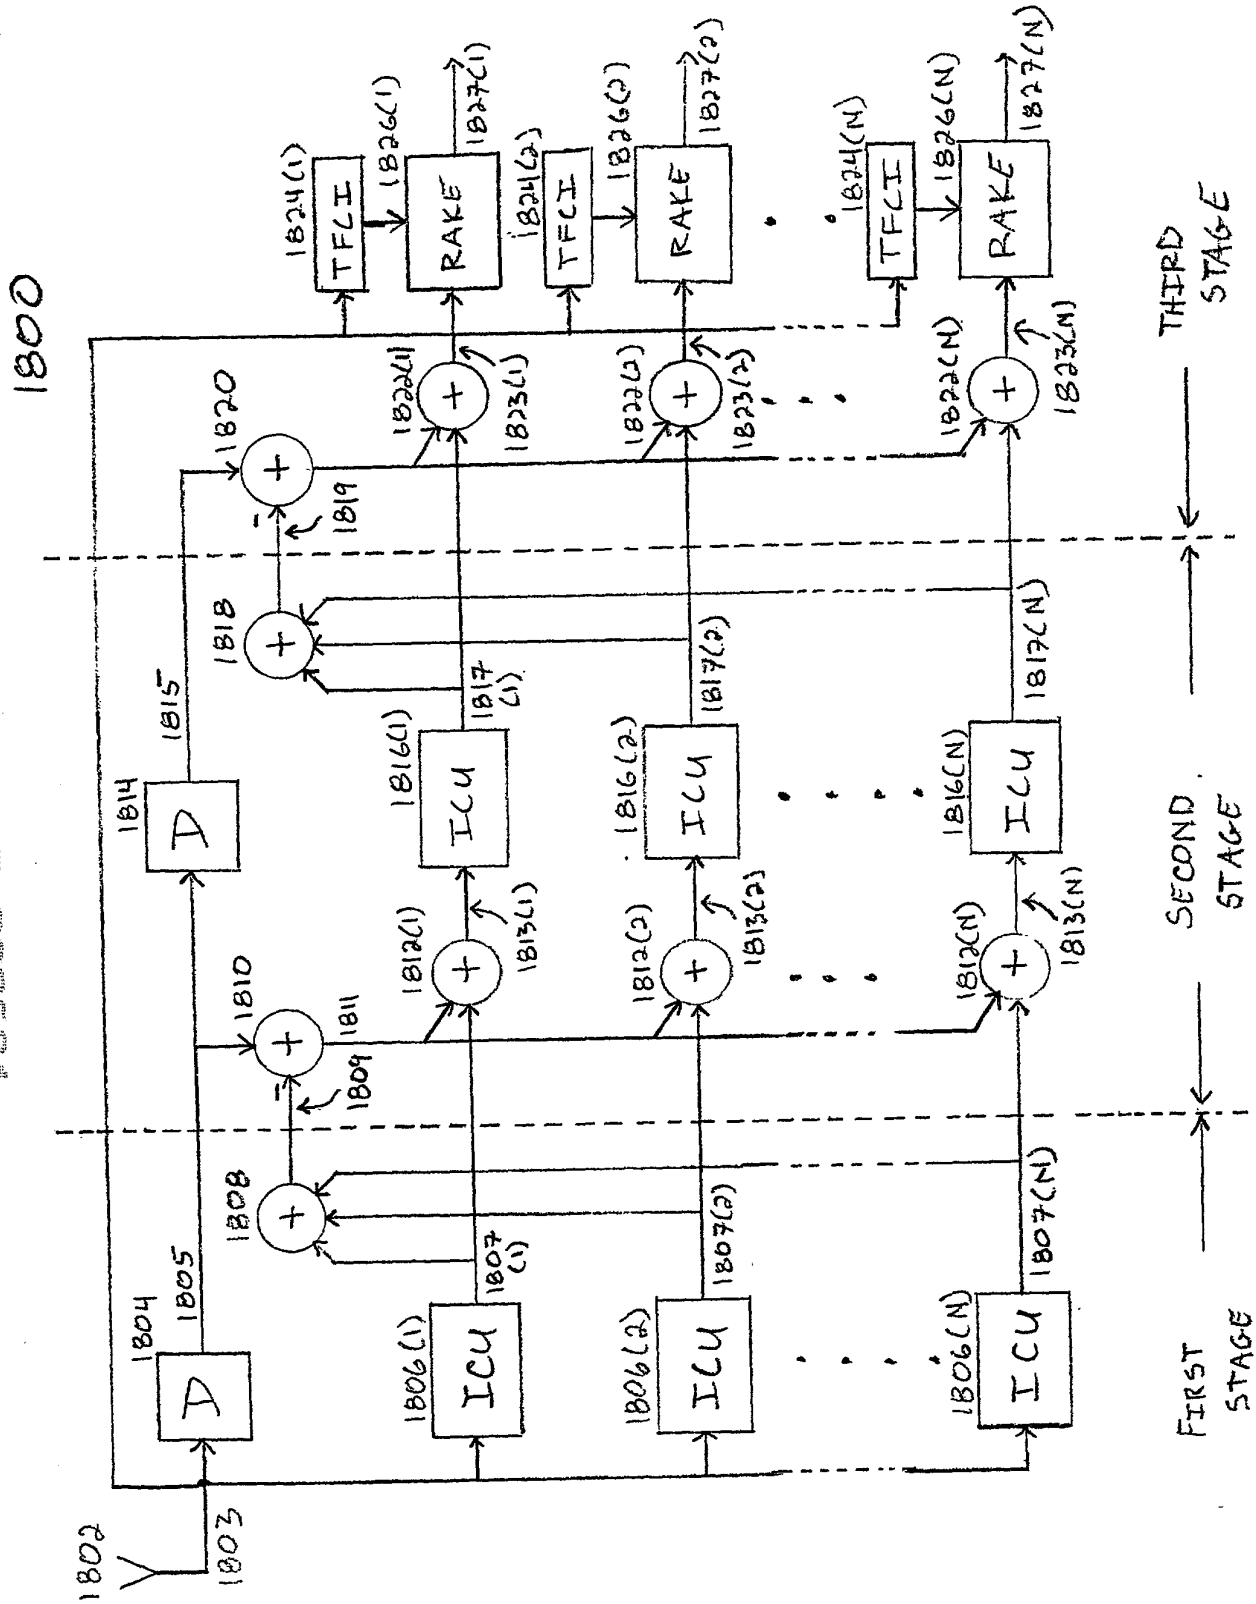 1800
1802
1803
1804
D
1805
1806(1)
ICU
1807
(1)
1806(2)
ICU
1807(2)
1806(N)
ICU
1807(N)
1808
+
1809
-
1810
+
1811
1812(1)
+
1813(1)
1812(2)
+
1813(2)
1812(N)
+
1813(N)
1814
D
1815
1816(1)
ICU
1817
(1)
1816(2)
ICU
1817(2)
1816(N)
ICU
1817(N)
1818
+
1819
-
1820
+
1822(1)
+
1823(1)
1822(2)
+
1823(2)
1822(N)
+
1823(N)
1824(1)
TFCI
1826(1)
RAKE
1827(1)
1824(2)
TFCI
1826(2)
RAKE
1827(2)
1824(N)
TFCI
1826(N)
RAKE
1827(N)
FIRST
STAGE
SECOND
STAGE
THIRD
STAGE